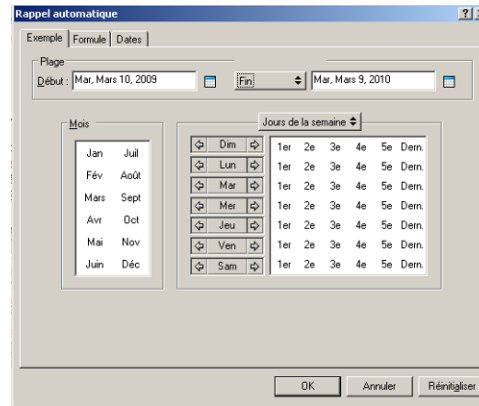 Rappel automatique
Exemple Formule Dates
Plage
Début : Mar, Mars 10, 2009 Fin Mar, Mars 9, 2010
Mois
Jours de la semaine
Jan Juil
Fév Août
Mars Sept
Avr Oct
Mai Nov
Juin Déc
Dim 1er 2e 3e 4e 5e Dern.
Lun 1er 2e 3e 4e 5e Dern.
Mar 1er 2e 3e 4e 5e Dern.
Mer 1er 2e 3e 4e 5e Dern.
Jeu 1er 2e 3e 4e 5e Dern.
Ven 1er 2e 3e 4e 5e Dern.
Sam 1er 2e 3e 4e 5e Dern.
OK Annuler Réinitialiser